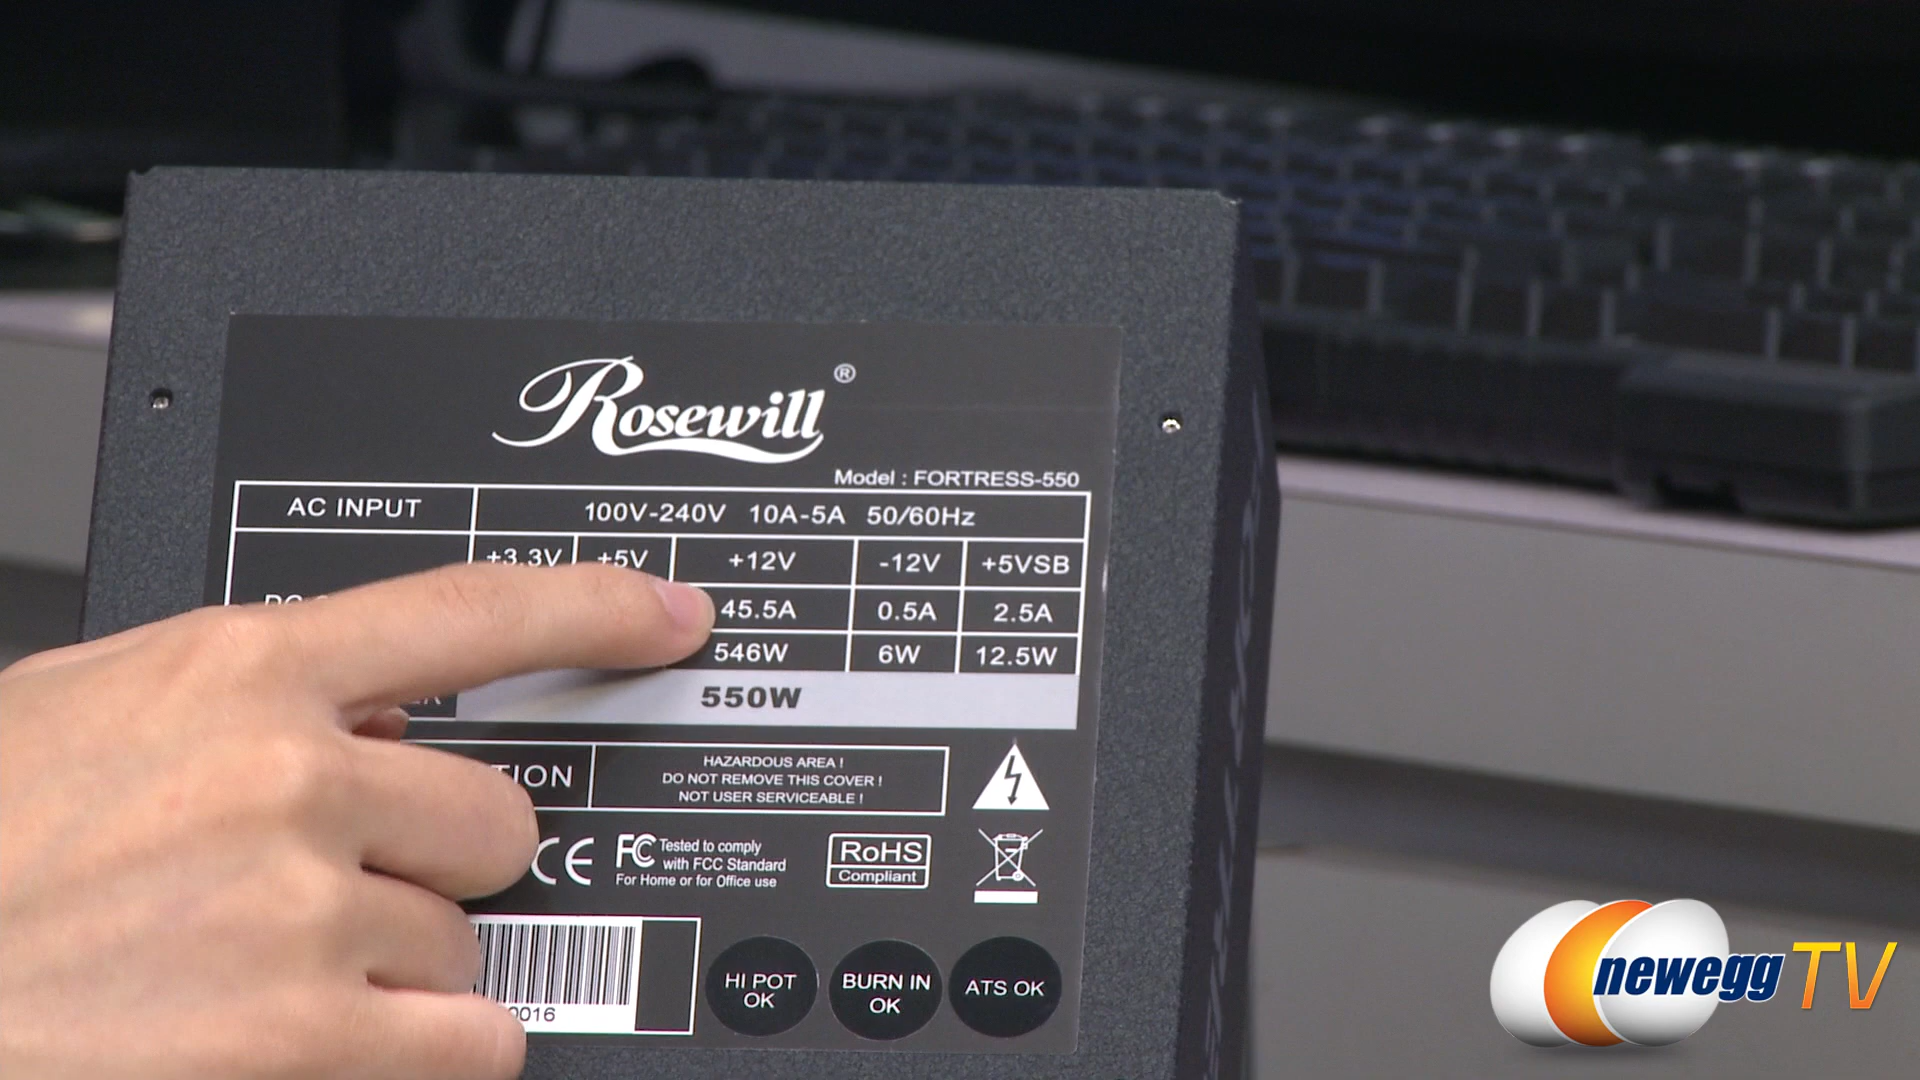 Rosewill ®
Model : FORTRESS-550
AC INPUT 100V-240V 10A-5A 50/60Hz
+3.3V +5V +12V -12V +5VSB
45.5A 0.5A 2.5A
546W 6W 12.5W
550W
HAZARDOUS AREA !
DO NOT REMOVE THIS COVER !
NOT USER SERVICEABLE !
CE FC Tested to comply
with FCC Standard
For Home or for Office use
RoHS
Compliant
0016
HI POT
OK
BURN IN
OK
ATS OK
newegg TV